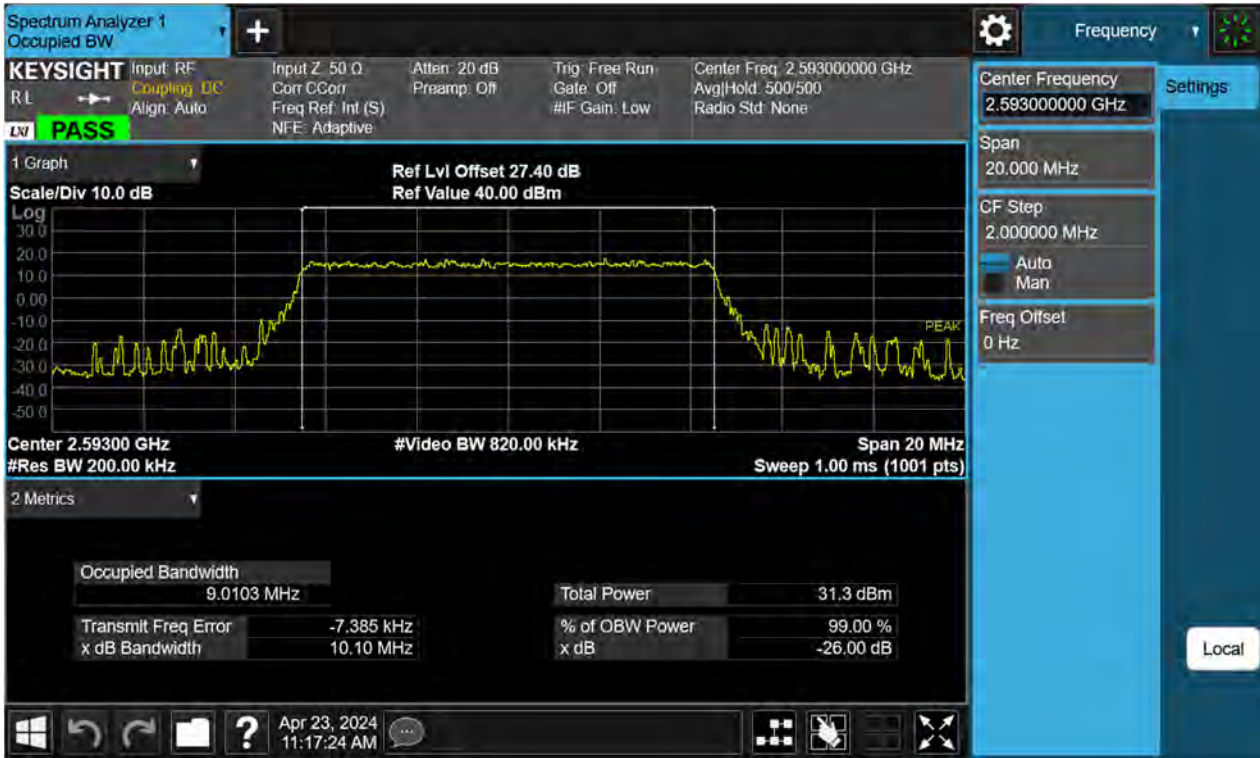 Spectrum Analyzer 1
Occupied BW
+
Frequency
KEYSIGHT
R L
LXI PASS
Input: RF
Coupling: DC
Align: Auto
Input Z: 50 Ω
Corr CCorr
Freq Ref: Int (S)
NFE: Adaptive
Atten: 20 dB
Preamp: Off
Trig: Free Run
Gate: Off
#IF Gain: Low
Center Freq: 2.593000000 GHz
Avg|Hold: 500/500
Radio Std: None
Center Frequency
2.593000000 GHz
Settings
Span
20.000 MHz
CF Step
2.000000 MHz
Auto
Man
Freq Offset
0 Hz
Local
1 Graph
Scale/Div 10.0 dB
Ref Lvl Offset 27.40 dB
Ref Value 40.00 dBm
Log
30.0
20.0
10.0
0.00
-10.0
-20.0
-30.0
-40.0
-50.0
PEAK
Center 2.59300 GHz
#Res BW 200.00 kHz
#Video BW 820.00 kHz
Span 20 MHz
Sweep 1.00 ms (1001 pts)
2 Metrics
Occupied Bandwidth
9.0103 MHz
Transmit Freq Error -7.385 kHz
x dB Bandwidth 10.10 MHz
Total Power 31.3 dBm
% of OBW Power 99.00 %
x dB -26.00 dB
?
Apr 23, 2024
11:17:24 AM